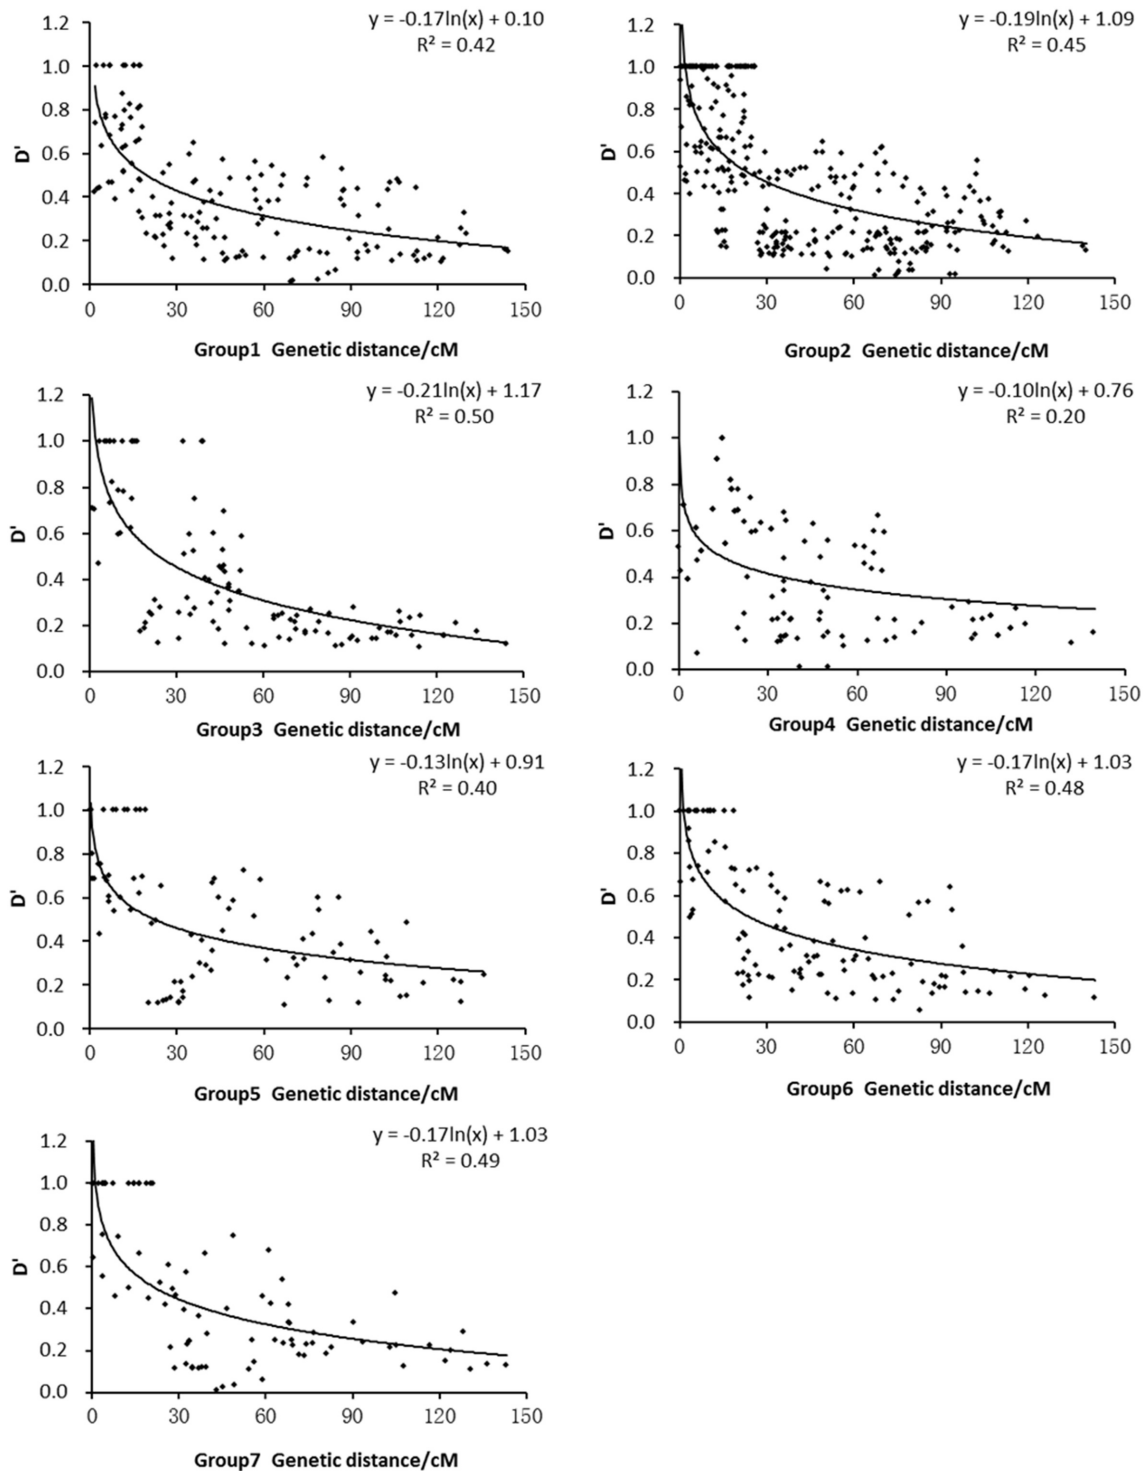 y = -0.17ln(x) + 0.10
R² = 0.42
1.2
1.0
0.8
0.6
0.4
0.2
0.0
D'
0 30 60 90 120 150
Group1 Genetic distance/cM
y = -0.19ln(x) + 1.09
R² = 0.45
1.2
1.0
0.8
0.6
0.4
0.2
0.0
D'
0 30 60 90 120 150
Group2 Genetic distance/cM
y = -0.21ln(x) + 1.17
R² = 0.50
1.2
1.0
0.8
0.6
0.4
0.2
0.0
D'
0 30 60 90 120 150
Group3 Genetic distance/cM
y = -0.10ln(x) + 0.76
R² = 0.20
1.2
1.0
0.8
0.6
0.4
0.2
0.0
D'
0 30 60 90 120 150
Group4 Genetic distance/cM
y = -0.13ln(x) + 0.91
R² = 0.40
1.2
1.0
0.8
0.6
0.4
0.2
0.0
D'
0 30 60 90 120 150
Group5 Genetic distance/cM
y = -0.17ln(x) + 1.03
R² = 0.48
1.2
1.0
0.8
0.6
0.4
0.2
0.0
D'
0 30 60 90 120 150
Group6 Genetic distance/cM
y = -0.17ln(x) + 1.03
R² = 0.49
1.2
1.0
0.8
0.6
0.4
0.2
0.0
D'
0 30 60 90 120 150
Group7 Genetic distance/cM